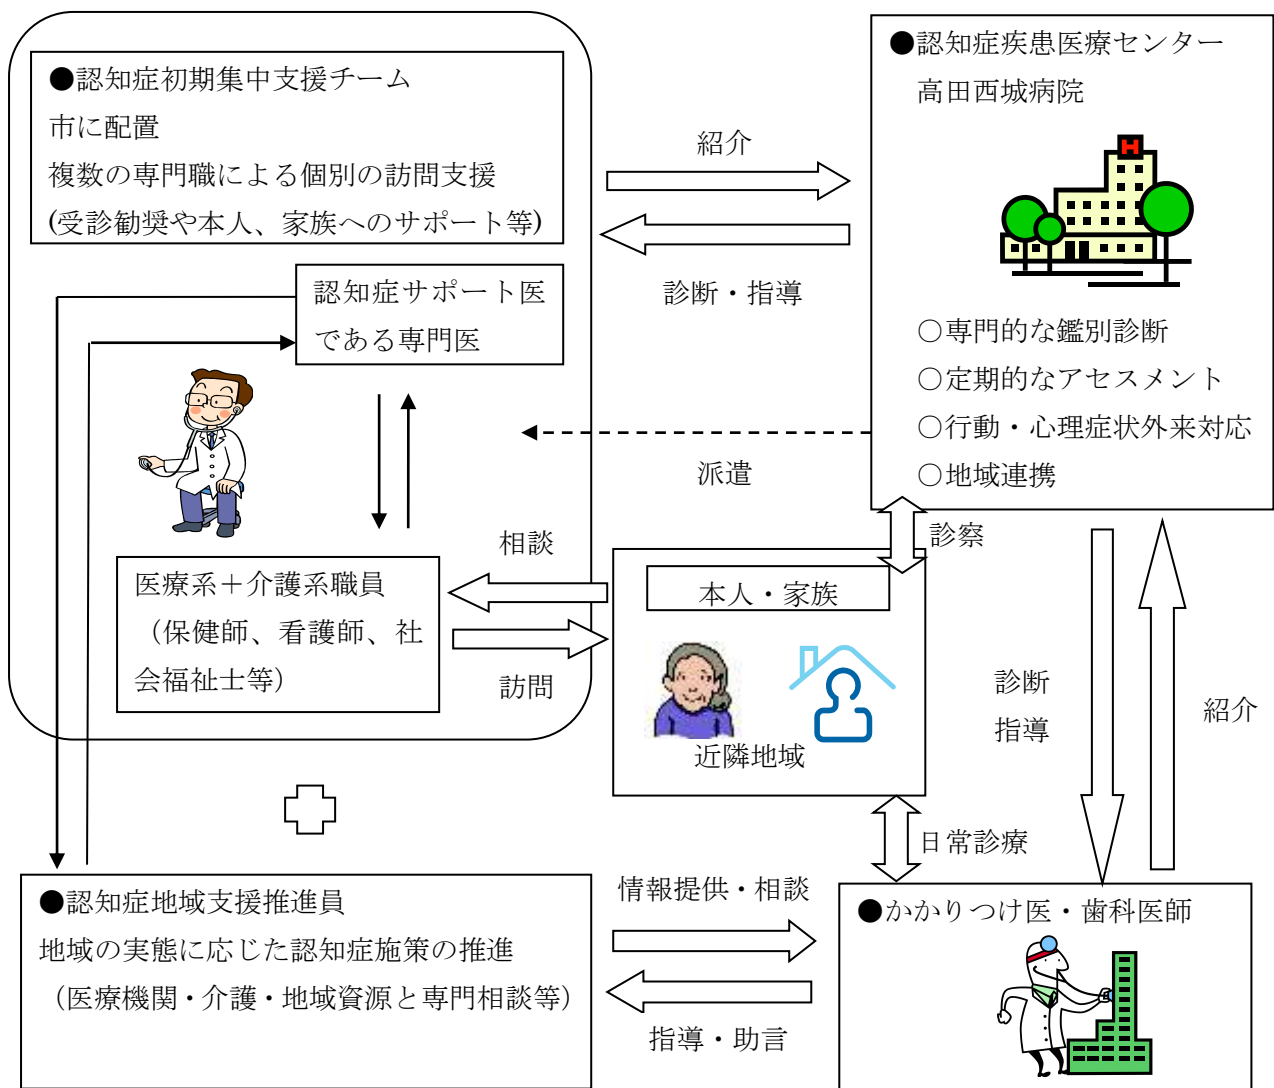 ●認知症初期集中支援チーム
市に配置
複数の専門職による個別の訪問支援
(受診勧奨や本人、家族へのサポート等)
認知症サポート医
である専門医
医療系＋介護系職員
（保健師、看護師、社
会福祉士等）
紹介
診断・指導
派遣
相談
訪問
●認知症疾患医療センター
高田西城病院
H
○専門的な鑑別診断
○定期的なアセスメント
○行動・心理症状外来対応
○地域連携
診察
本人・家族
近隣地域
診断
指導
紹介
日常診療
●認知症地域支援推進員
地域の実態に応じた認知症施策の推進
（医療機関・介護・地域資源と専門相談等）
情報提供・相談
指導・助言
●かかりつけ医・歯科医師